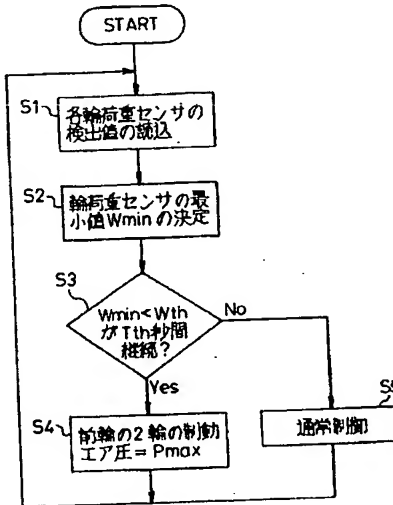 START
S1
各輪荷重センサの
検出値の読込
S2
輪荷重センサの最
小値Wminの決定
S3
Wmin<Wth
がTth秒間
継続?
No
Yes
S4
前輪の2輪の制動
エア圧=Pmax
S5
通常制御